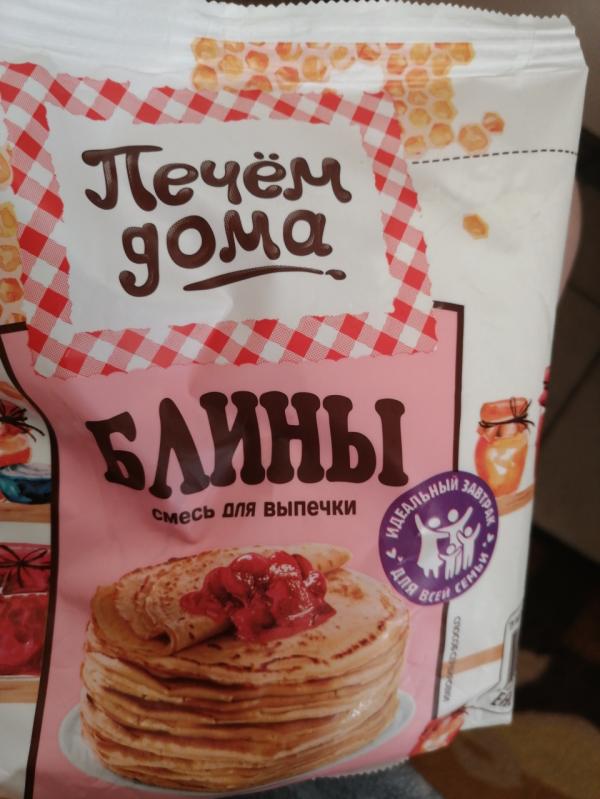 Печём
дома
БЛИНЫ
смесь для выпечки
ИДЕАЛЬНЫЙ ЗАВТРАК
ДЛЯ ВСЕЙ СЕМЬИ